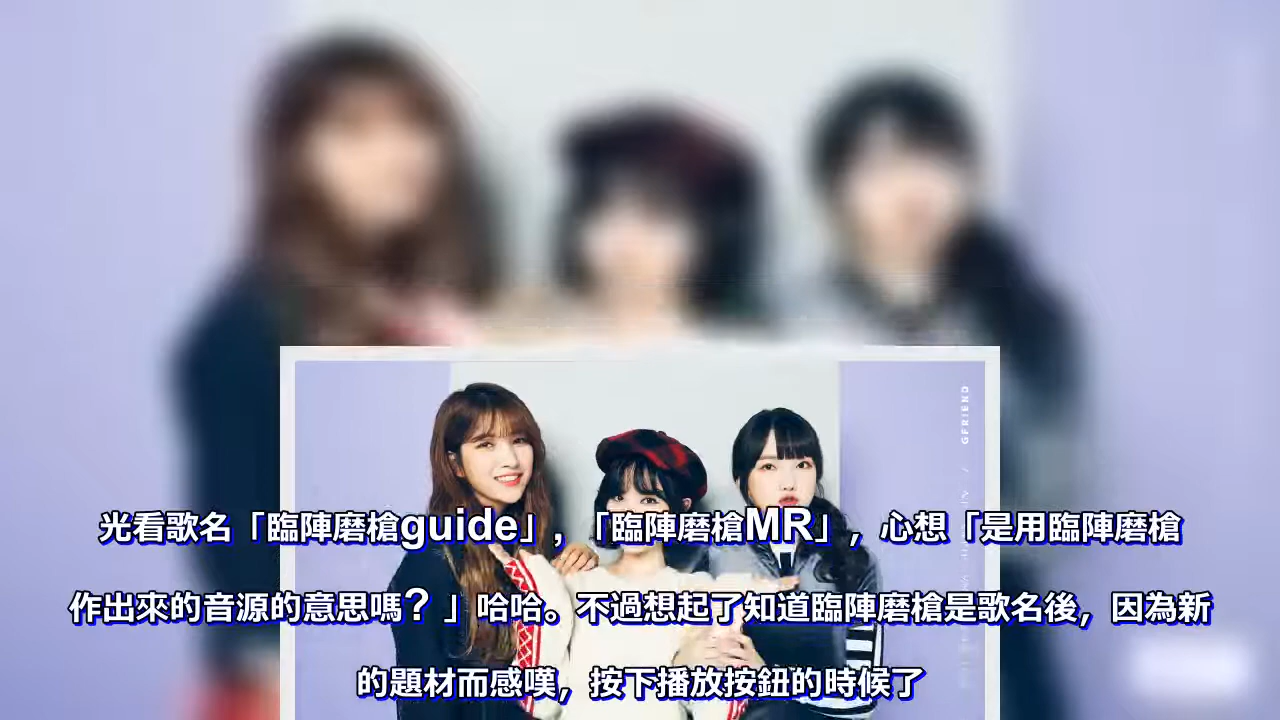 GFRIEND
光看歌名「臨陣磨槍guide」，「臨陣磨槍MR」，心想「是用臨陣磨槍
作出來的音源的意思嗎？」哈哈。不過想起了知道臨陣磨槍是歌名後，因為新
的題材而感嘆，按下播放按鈕的時候了